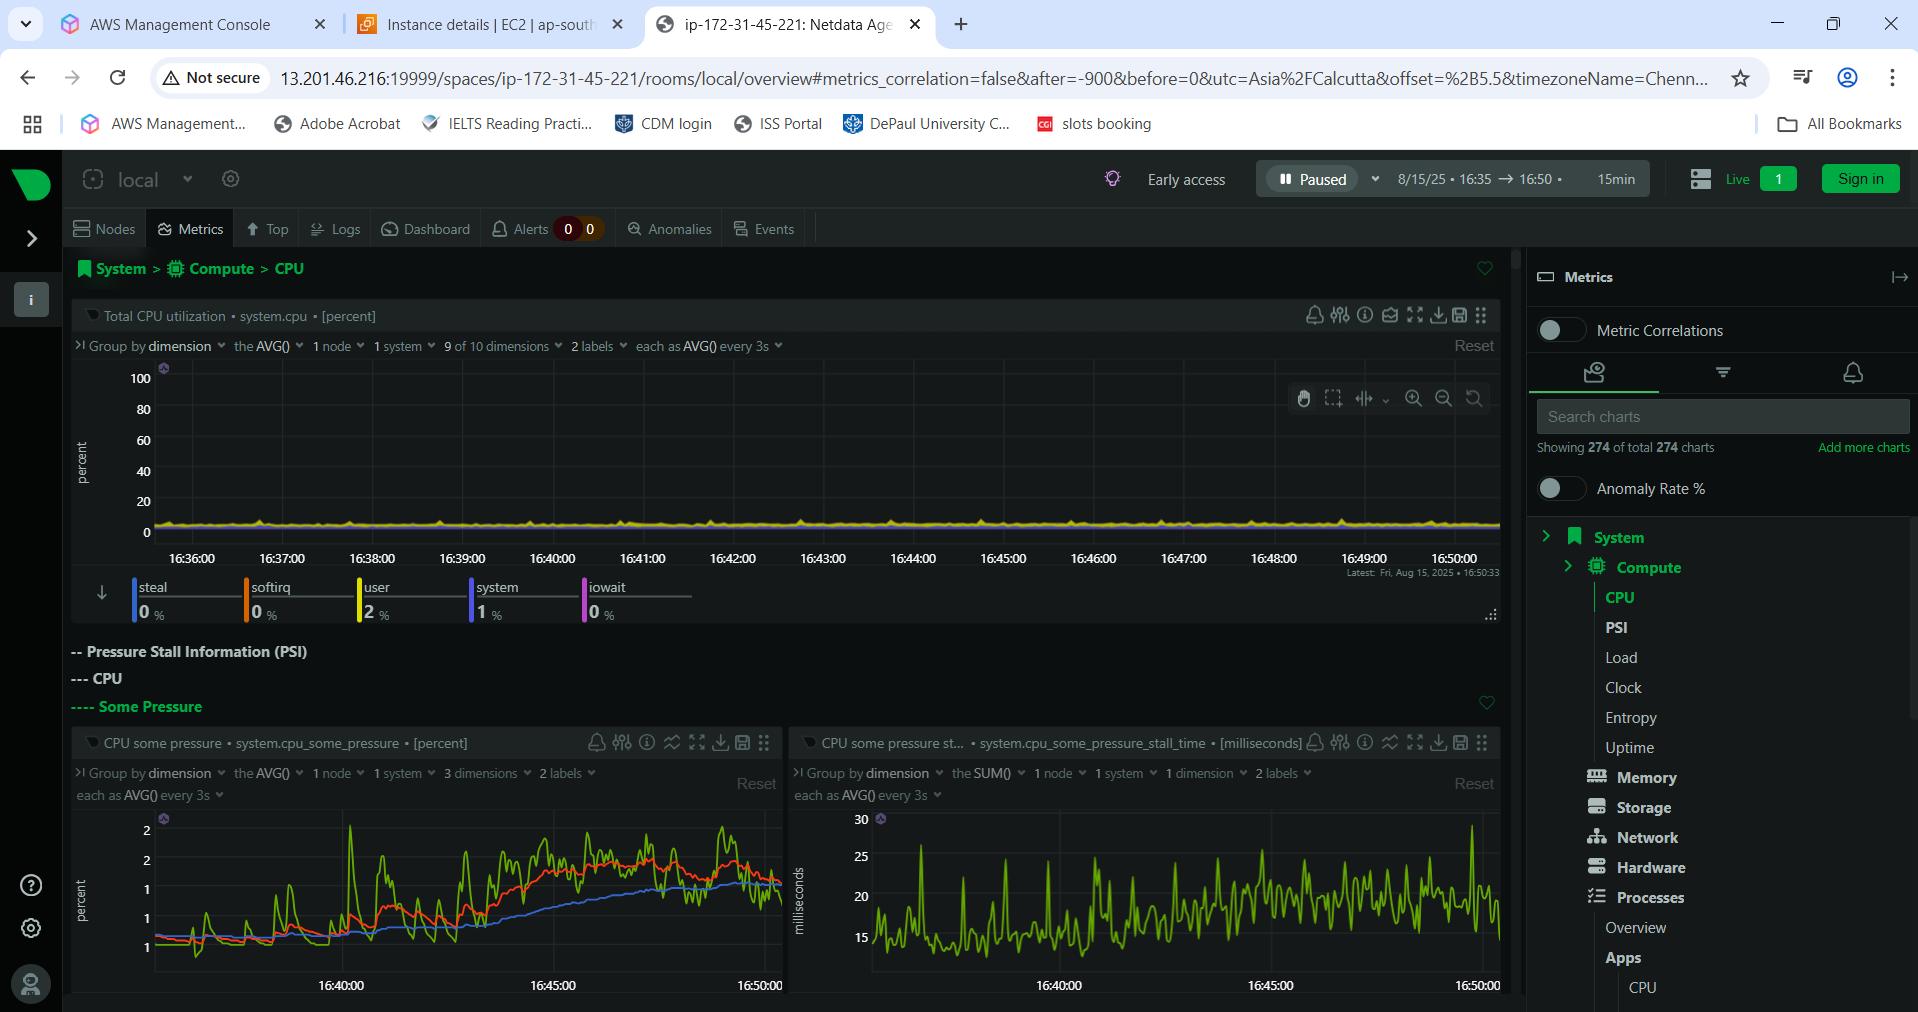 AWS Management Console
Instance details | EC2 | ap-south
ip-172-31-45-221: Netdata Age
Not secure
13.201.46.216:19999/spaces/ip-172-31-45-221/rooms/local/overview#metrics_correlation=false&after=-900&before=0&utc=Asia%2FCalcutta&offset=%2B5.5&timezoneName=Chenn...
AWS Management...
Adobe Acrobat
IELTS Reading Practi...
CDM login
ISS Portal
DePaul University C...
CGI slots booking
All Bookmarks
local
Early access
Paused
8/15/25 • 16:35 → 16:50 •
15min
Live
1
Sign in
Nodes
Metrics
Top
Logs
Dashboard
Alerts 0 0
Anomalies
Events
System > Compute > CPU
Total CPU utilization • system.cpu • [percent]
Group by dimension the AVG() 1 node 1 system 9 of 10 dimensions 2 labels each as AVG() every 3s
Reset
percent
100
80
60
40
20
0
16:36:00 16:37:00 16:38:00 16:39:00 16:40:00 16:41:00 16:42:00 16:43:00 16:44:00 16:45:00 16:46:00 16:47:00 16:48:00 16:49:00 16:50:00
Latest: Fri, Aug 15, 2025 • 16:50:33
steal softirq user system iowait
0 % 0 % 2 % 1 % 0 %
-- Pressure Stall Information (PSI)
--- CPU
---- Some Pressure
CPU some pressure • system.cpu_some_pressure • [percent]
Group by dimension the AVG() 1 node 1 system 3 dimensions 2 labels
each as AVG() every 3s
Reset
percent
2
2
1
1
1
16:40:00 16:45:00 16:50:00
CPU some pressure st... • system.cpu_some_pressure_stall_time • [milliseconds]
Group by dimension the SUM() 1 node 1 system 1 dimension 2 labels
each as AVG() every 3s
Reset
milliseconds
30
25
20
15
16:40:00 16:45:00 16:50:00
i
Metrics
Metric Correlations
Search charts
Showing 274 of total 274 charts
Add more charts
Anomaly Rate %
System
Compute
CPU
PSI
Load
Clock
Entropy
Uptime
Memory
Storage
Network
Hardware
Processes
Overview
Apps
CPU